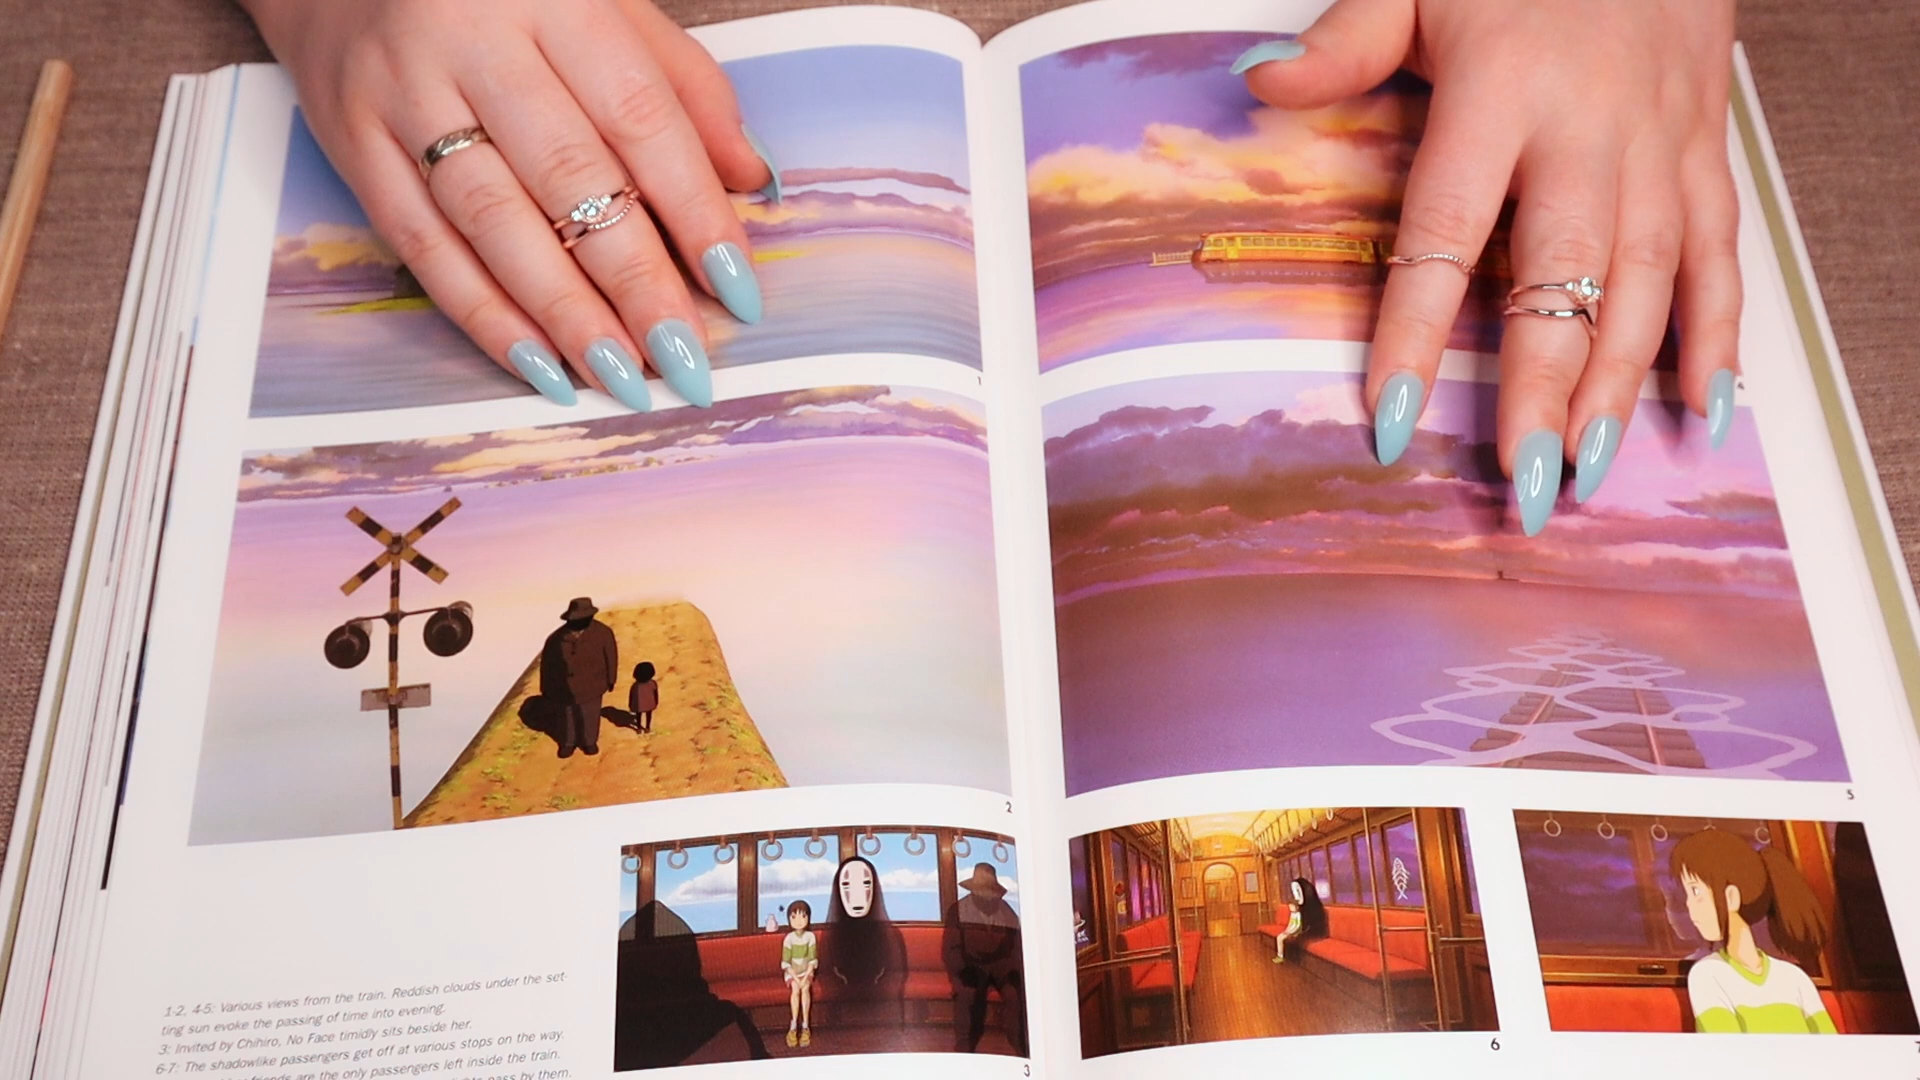 1
4
2
5
3
6
7
1-2, 4-5: Various views from the train. Reddish clouds under the set-
ting sun evoke the passing of time into evening.
3: Invited by Chihiro, No Face timidly sits beside her.
6-7: The shadowlike passengers get off at various stops on the way.
friends are the only passengers left inside the train.
pass by them.